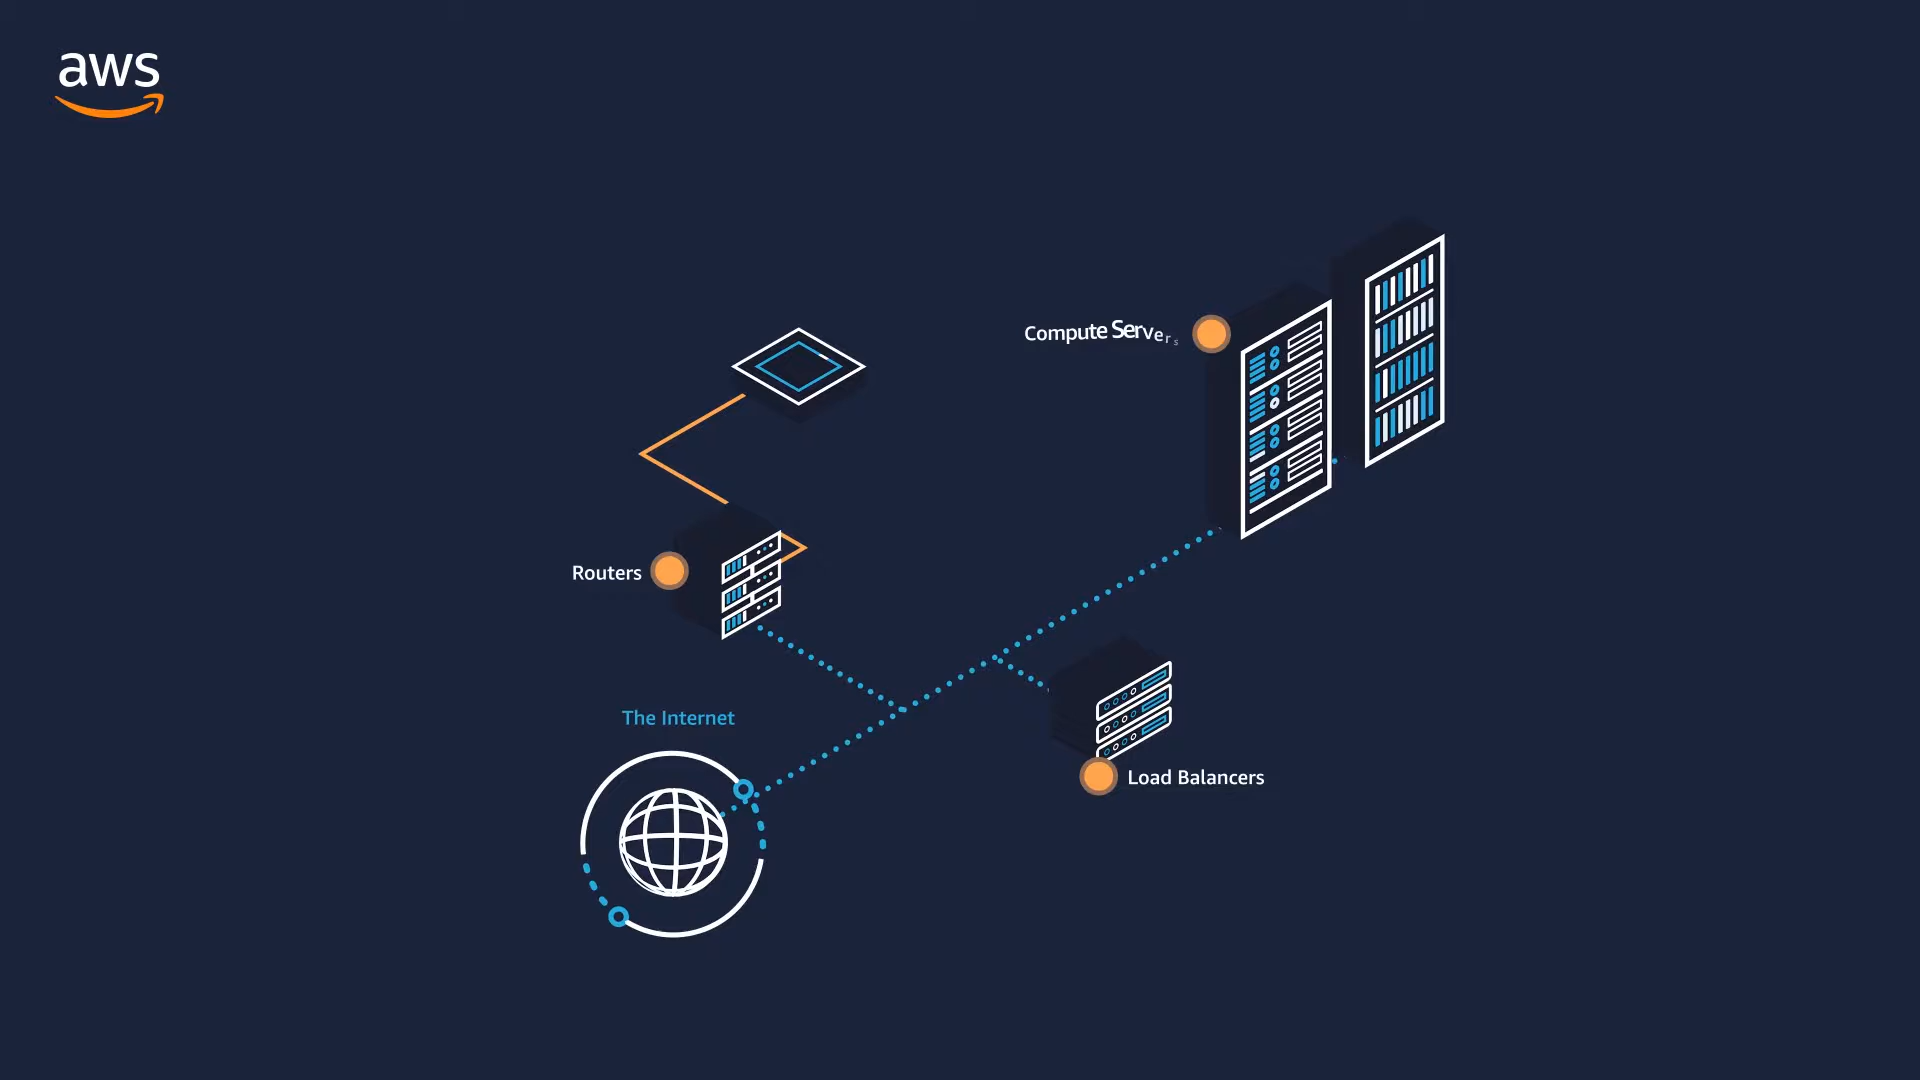 aws
Compute Servers
Routers
The Internet
Load Balancers